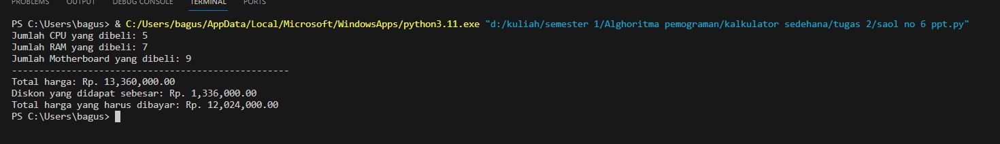 PROBLEMS OUTPUT DEBUG CONSOLE TERMINAL PORTS
PS C:\Users\bagus> & C:/Users/bagus/AppData/Local/Microsoft/WindowsApps/python3.11.exe "d:/kuliah/semester 1/Alghoritma pemograman/kalkulator sedehana/tugas 2/saol no 6 ppt.py"
Jumlah CPU yang dibeli: 5
Jumlah RAM yang dibeli: 7
Jumlah Motherboard yang dibeli: 9
---------------------------------------------------
Total harga: Rp. 13,360,000.00
Diskon yang didapat sebesar: Rp. 1,336,000.00
Total harga yang harus dibayar: Rp. 12,024,000.00
PS C:\Users\bagus>